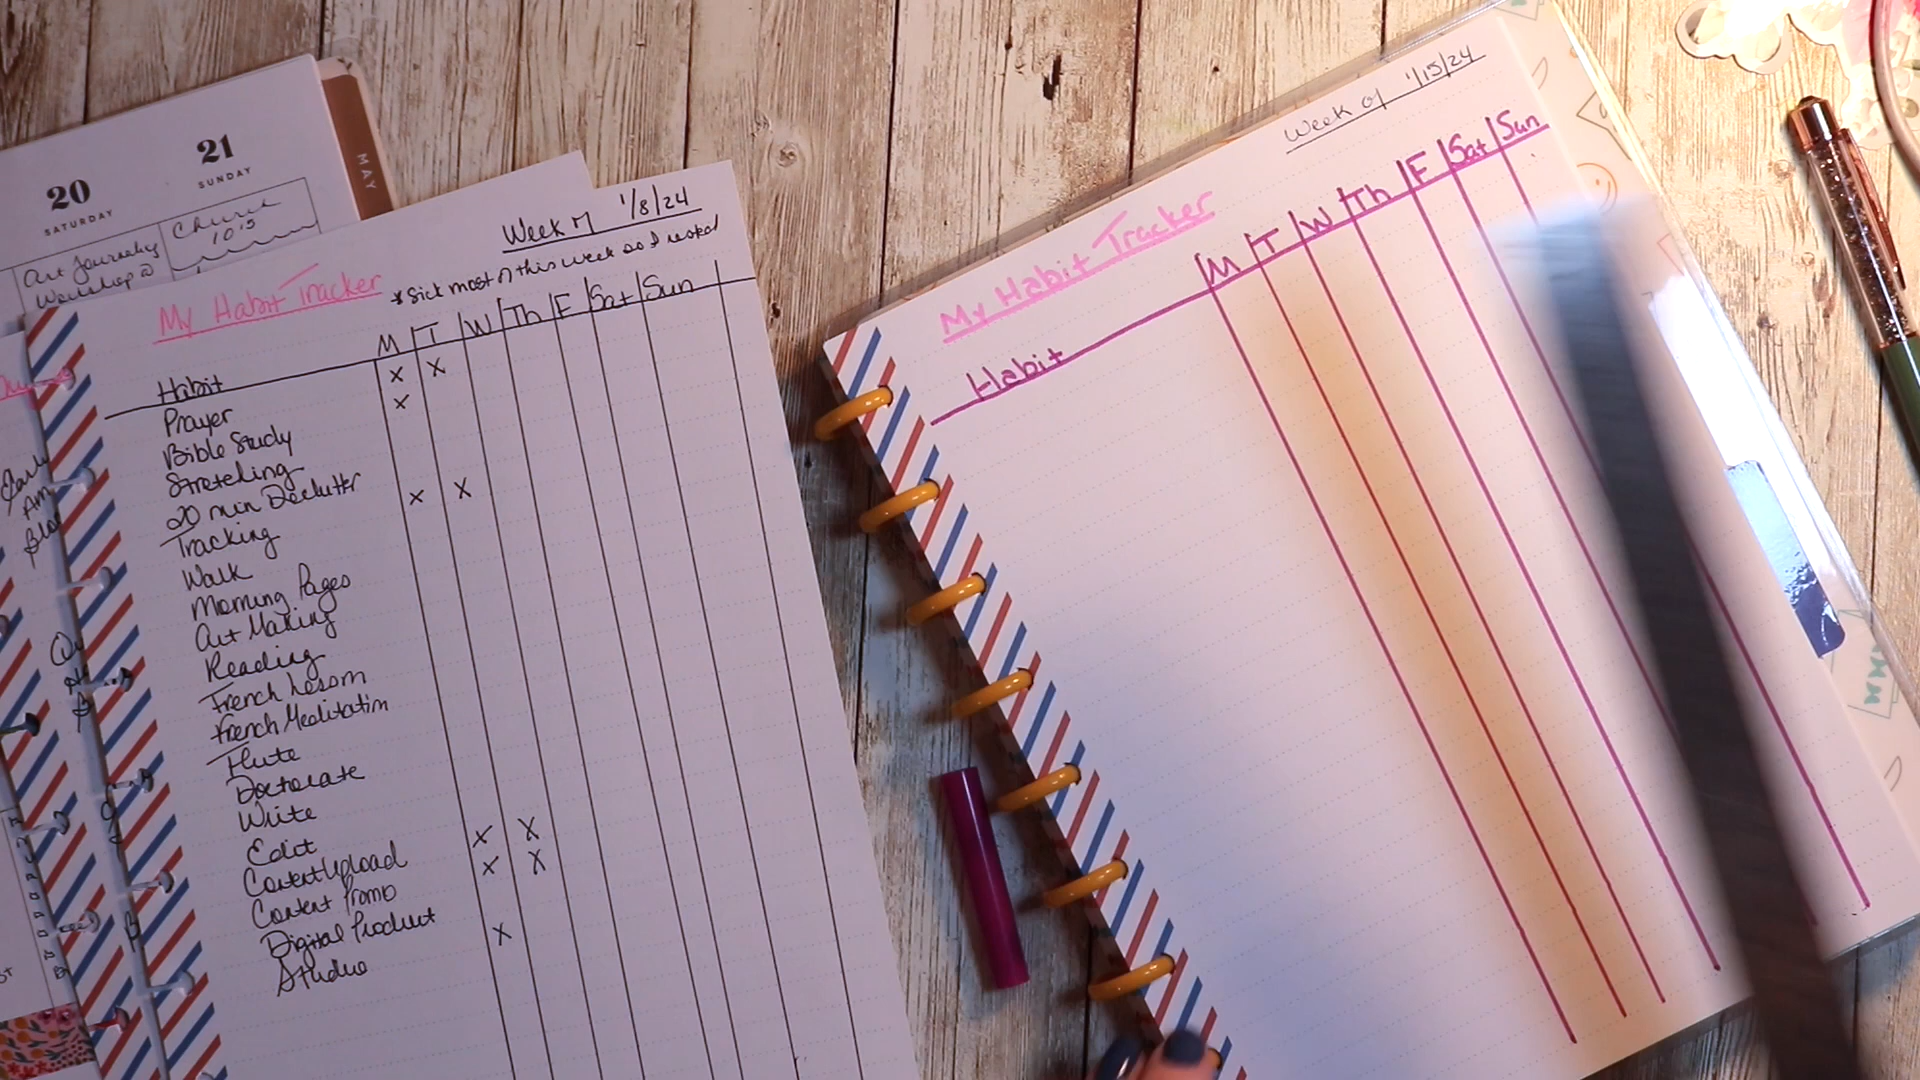 20
SATURDAY
21
SUNDAY
MAY
Art Journaling
Workshop @
Church
10:15
Week of 1/8/24
*Sick most of this week so I rested
My Habit Tracker
Habit M T W Th F Sat Sun
Prayer X X
Bible Study X
Stretching
20 min Declutter
Tracking X X
Walk
Morning Pages
Art Making
Reading
French Lesson
French Meditation
Flute
Doctorate
Write
Edit
Content Upload X X
Content Promo X X
Digital Product
Studio X
Week of 1/15/24
My Habit Tracker
Habit M T W Th F Sat Sun